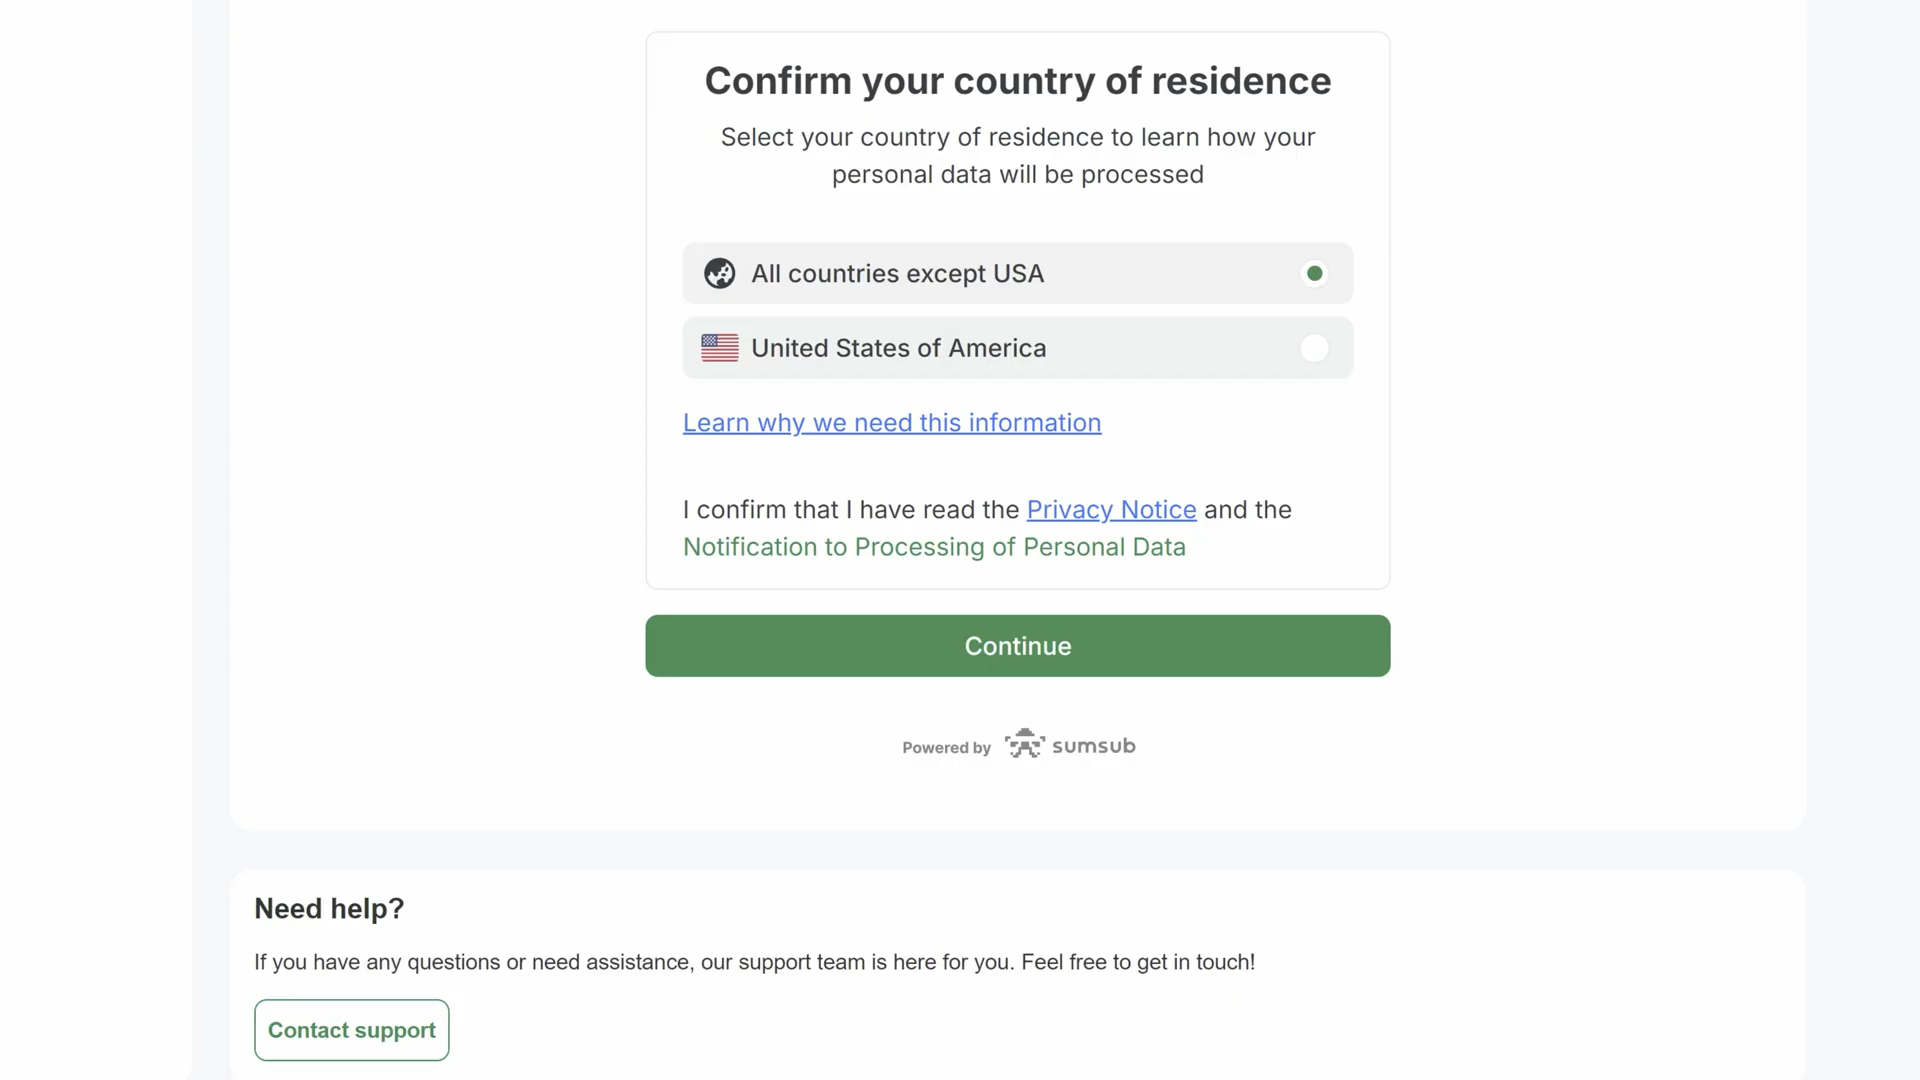 Confirm your country of residence
Select your country of residence to learn how your
personal data will be processed
All countries except USA
United States of America
Learn why we need this information
I confirm that I have read the Privacy Notice and the
Notification to Processing of Personal Data
Continue
Powered by sumsub
Need help?
If you have any questions or need assistance, our support team is here for you. Feel free to get in touch!
Contact support